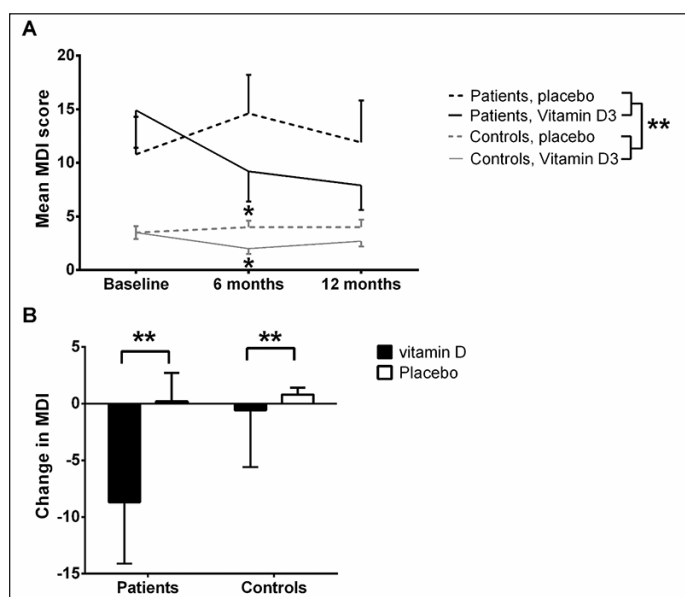 A
20
15
10
5
0
Mean MDI score
*
*
Baseline 6 months 12 months
Patients, placebo
Patients, Vitamin D3
Controls, placebo
Controls, Vitamin D3
**
B
5
0
-5
-10
-15
Change in MDI
** **
Patients Controls
vitamin D
Placebo